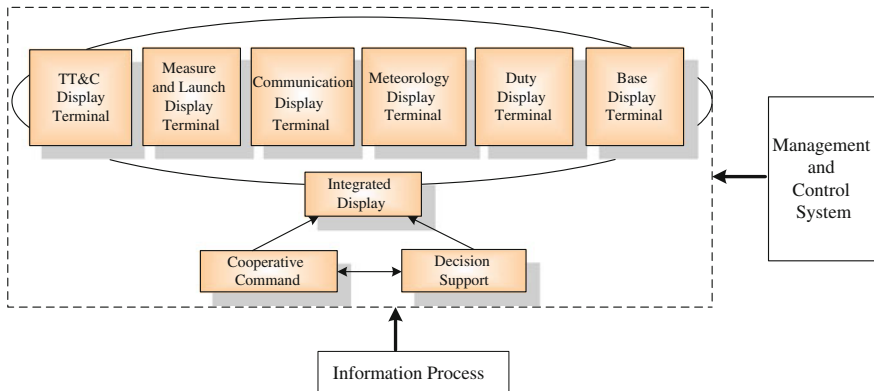 TT&C
Display
Terminal
Measure
and Launch
Display
Terminal
Communication
Display
Terminal
Meteorology
Display
Terminal
Duty
Display
Terminal
Base
Display
Terminal
Integrated
Display
Cooperative
Command
Decision
Support
Management
and
Control
System
Information Process